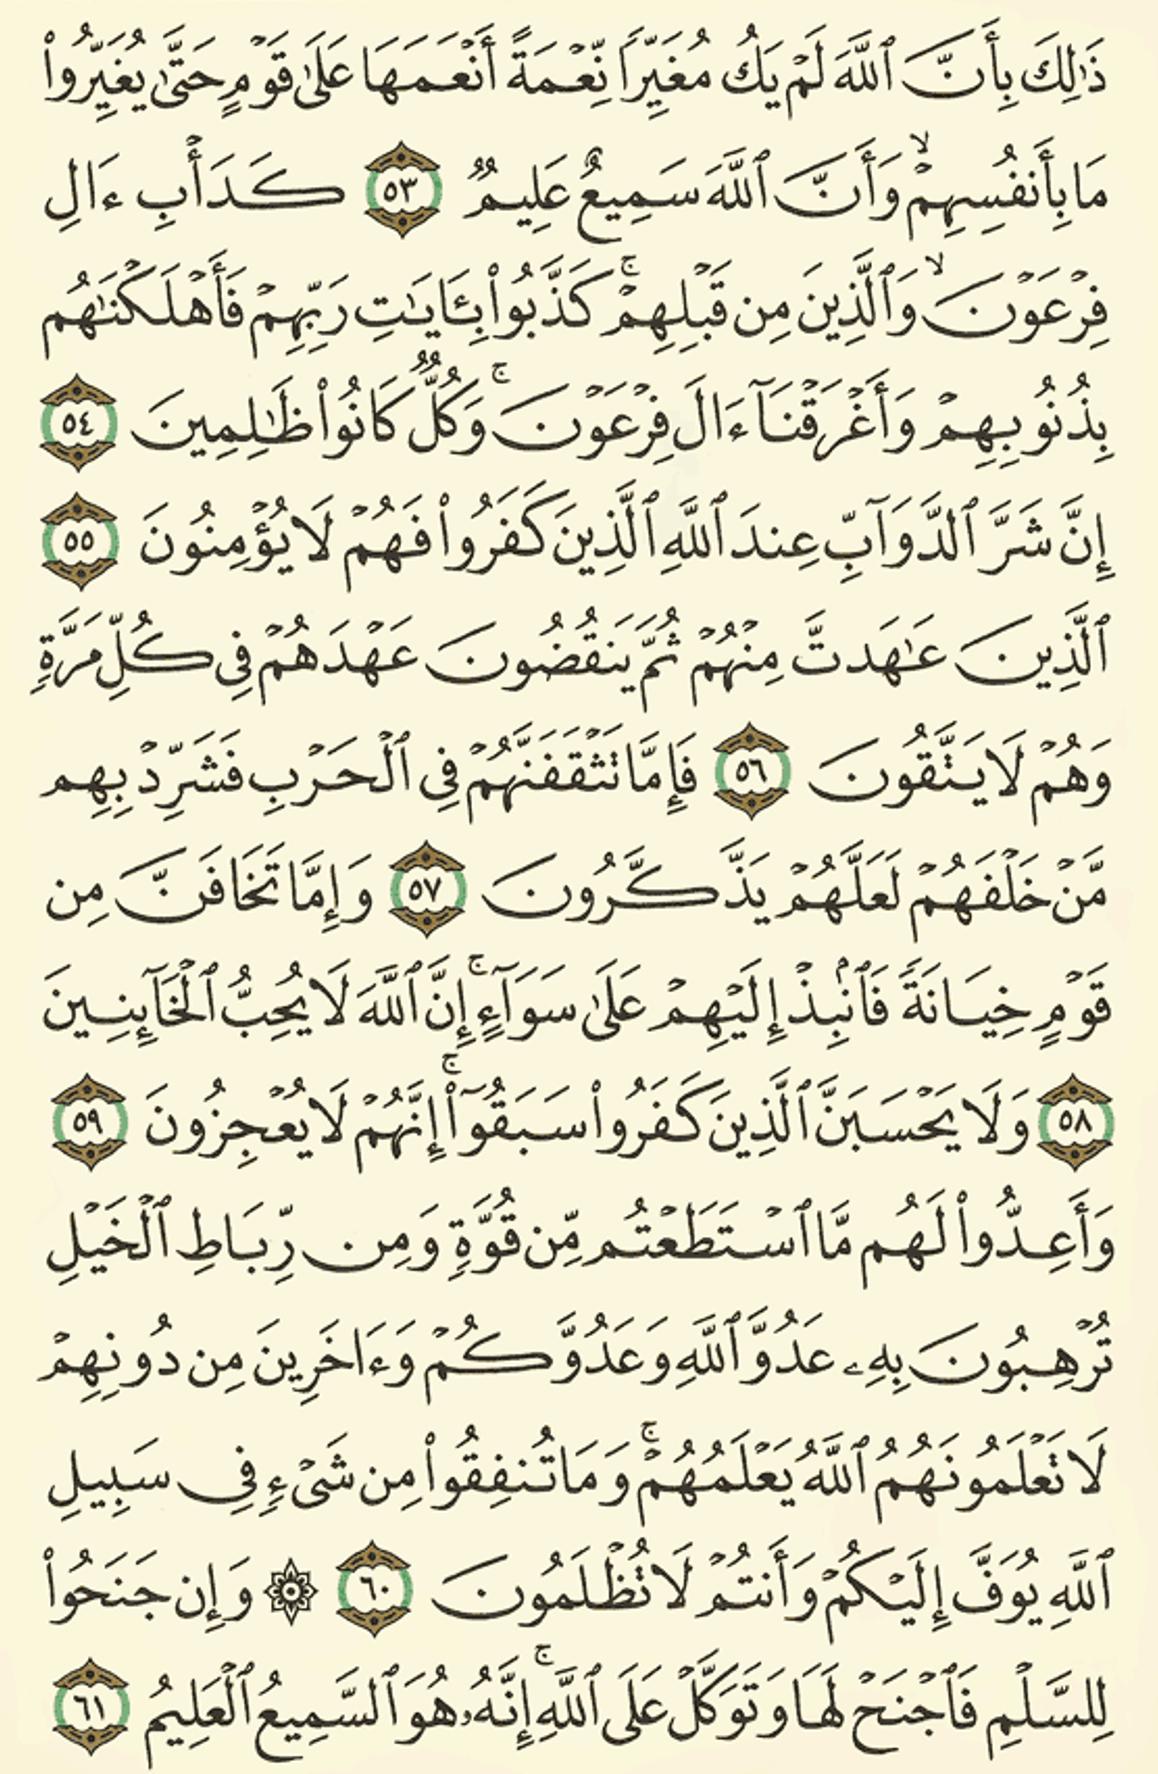 ذَٰلِكَ بِأَنَّ ٱللَّهَ لَمْ يَكُ مُغَيِّرًا نِّعْمَةً أَنْعَمَهَا عَلَىٰ قَوْمٍ حَتَّىٰ يُغَيِّرُوا۟
مَا بِأَنفُسِهِمْ ۙ وَأَنَّ ٱللَّهَ سَمِيعٌ عَلِيمٌ ٥٣ كَدَأْبِ ءَالِ
فِرْعَوْنَ ۙ وَٱلَّذِينَ مِن قَبْلِهِمْ ۚ كَذَّبُوا۟ بِـَٔايَـٰتِ رَبِّهِمْ فَأَهْلَكْنَـٰهُم
بِذُنُوبِهِمْ وَأَغْرَقْنَآ ءَالَ فِرْعَوْنَ ۚ وَكُلٌّ كَانُوا۟ ظَـٰلِمِينَ ٥٤
إِنَّ شَرَّ ٱلدَّوَآبِّ عِندَ ٱللَّهِ ٱلَّذِينَ كَفَرُوا۟ فَهُمْ لَا يُؤْمِنُونَ ٥٥
ٱلَّذِينَ عَـٰهَدتَّ مِنْهُمْ ثُمَّ يَنقُضُونَ عَهْدَهُمْ فِى كُلِّ مَرَّةٍ
وَهُمْ لَا يَتَّقُونَ ٥٦ فَإِمَّا تَثْقَفَنَّهُمْ فِى ٱلْحَرْبِ فَشَرِّدْ بِهِم
مَّنْ خَلْفَهُمْ لَعَلَّهُمْ يَذَّكَّرُونَ ٥٧ وَإِمَّا تَخَافَنَّ مِن
قَوْمٍ خِيَانَةً فَٱنۢبِذْ إِلَيْهِمْ عَلَىٰ سَوَآءٍ ۚ إِنَّ ٱللَّهَ لَا يُحِبُّ ٱلْخَآئِنِينَ
٥٨ وَلَا يَحْسَبَنَّ ٱلَّذِينَ كَفَرُوا۟ سَبَقُوٓا۟ ۚ إِنَّهُمْ لَا يُعْجِزُونَ ٥٩
وَأَعِدُّوا۟ لَهُم مَّا ٱسْتَطَعْتُم مِّن قُوَّةٍ وَمِن رِّبَاطِ ٱلْخَيْلِ
تُرْهِبُونَ بِهِۦ عَدُوَّ ٱللَّهِ وَعَدُوَّكُمْ وَءَاخَرِينَ مِن دُونِهِمْ
لَا تَعْلَمُونَهُمُ ٱللَّهُ يَعْلَمُهُمْ ۚ وَمَا تُنفِقُوا۟ مِن شَىْءٍ فِى سَبِيلِ
ٱللَّهِ يُوَفَّ إِلَيْكُمْ وَأَنتُمْ لَا تُظْلَمُونَ ٦٠ ۞ وَإِن جَنَحُوا۟
لِلسَّلْمِ فَٱجْنَحْ لَهَا وَتَوَكَّلْ عَلَى ٱللَّهِ ۚ إِنَّهُۥ هُوَ ٱلسَّمِيعُ ٱلْعَلِيمُ ٦١